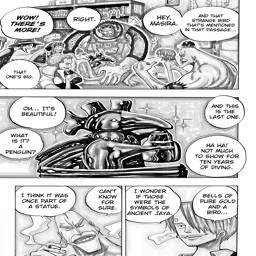 WOW!
THERE'S
MORE!
RIGHT.
HEY,
MASIRA.
AND THAT
STRANGE BIRD
THAT'S MENTIONED
IN THAT PASSAGE...
THAT
ONE'S BIG.
OH... IT'S
BEAUTIFUL!
WHAT
IS IT?
A
PENGUIN?
AND THIS
IS THE
LAST ONE.
HA HA!
NOT MUCH
TO SHOW FOR
TEN YEARS
OF DIVING.
I THINK IT WAS
ONCE PART OF
A STATUE.
CAN'T
KNOW FOR
SURE.
I WONDER
IF THOSE
WERE THE
SYMBOLS OF
ANCIENT JAYA.
BELLS OF
PURE GOLD
AND A
BIRD...